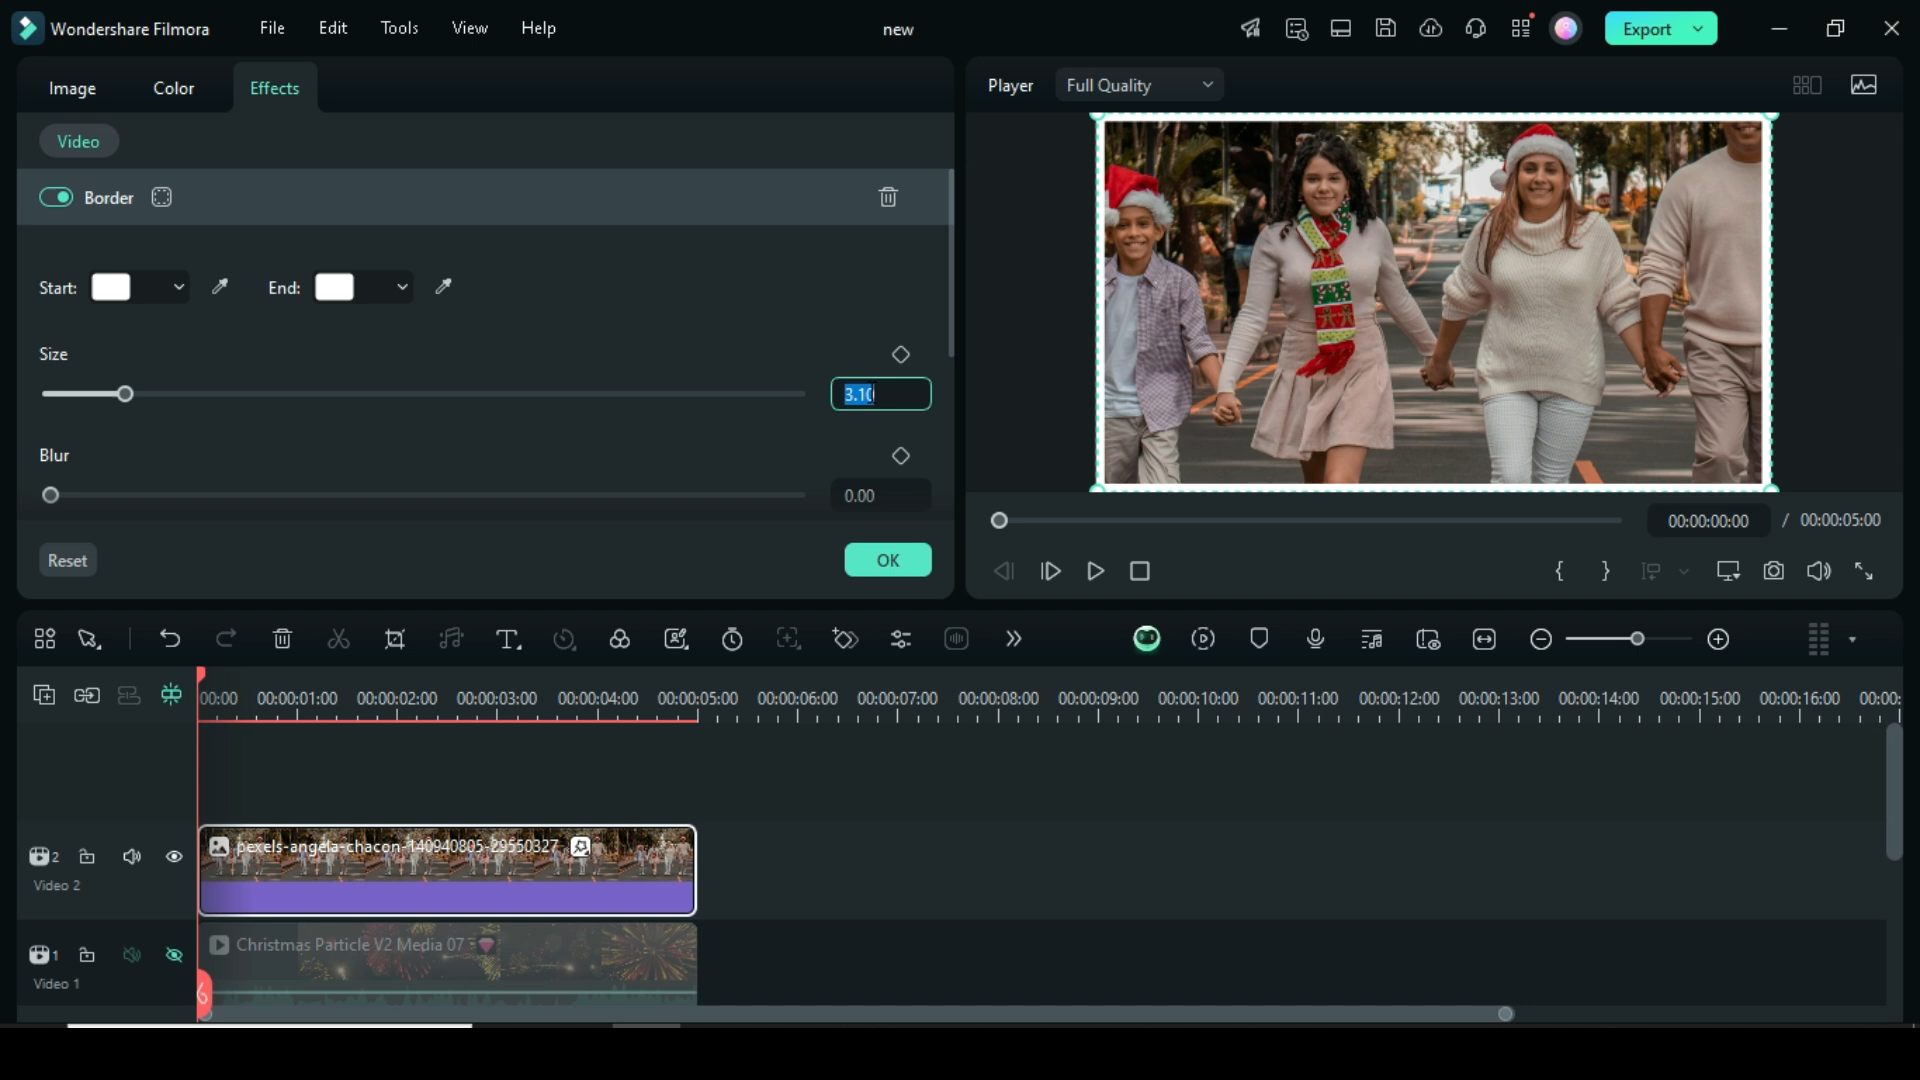 Wondershare Filmora File Edit Tools View Help new Export
Image Color Effects
Player Full Quality
Video
Border
Start: End:
Size
3.10
Blur
0.00
00:00:00:00 / 00:00:05:00
Reset OK
00:00 00:00:01:00 00:00:02:00 00:00:03:00 00:00:04:00 00:00:05:00 00:00:06:00 00:00:07:00 00:00:08:00 00:00:09:00 00:00:10:00 00:00:11:00 00:00:12:00 00:00:13:00 00:00:14:00 00:00:15:00 00:00:16:00 00:00:
pexels-angela-chacon-140940805-29550327
2
Video 2
Christmas Particle V2 Media 07
1
Video 1